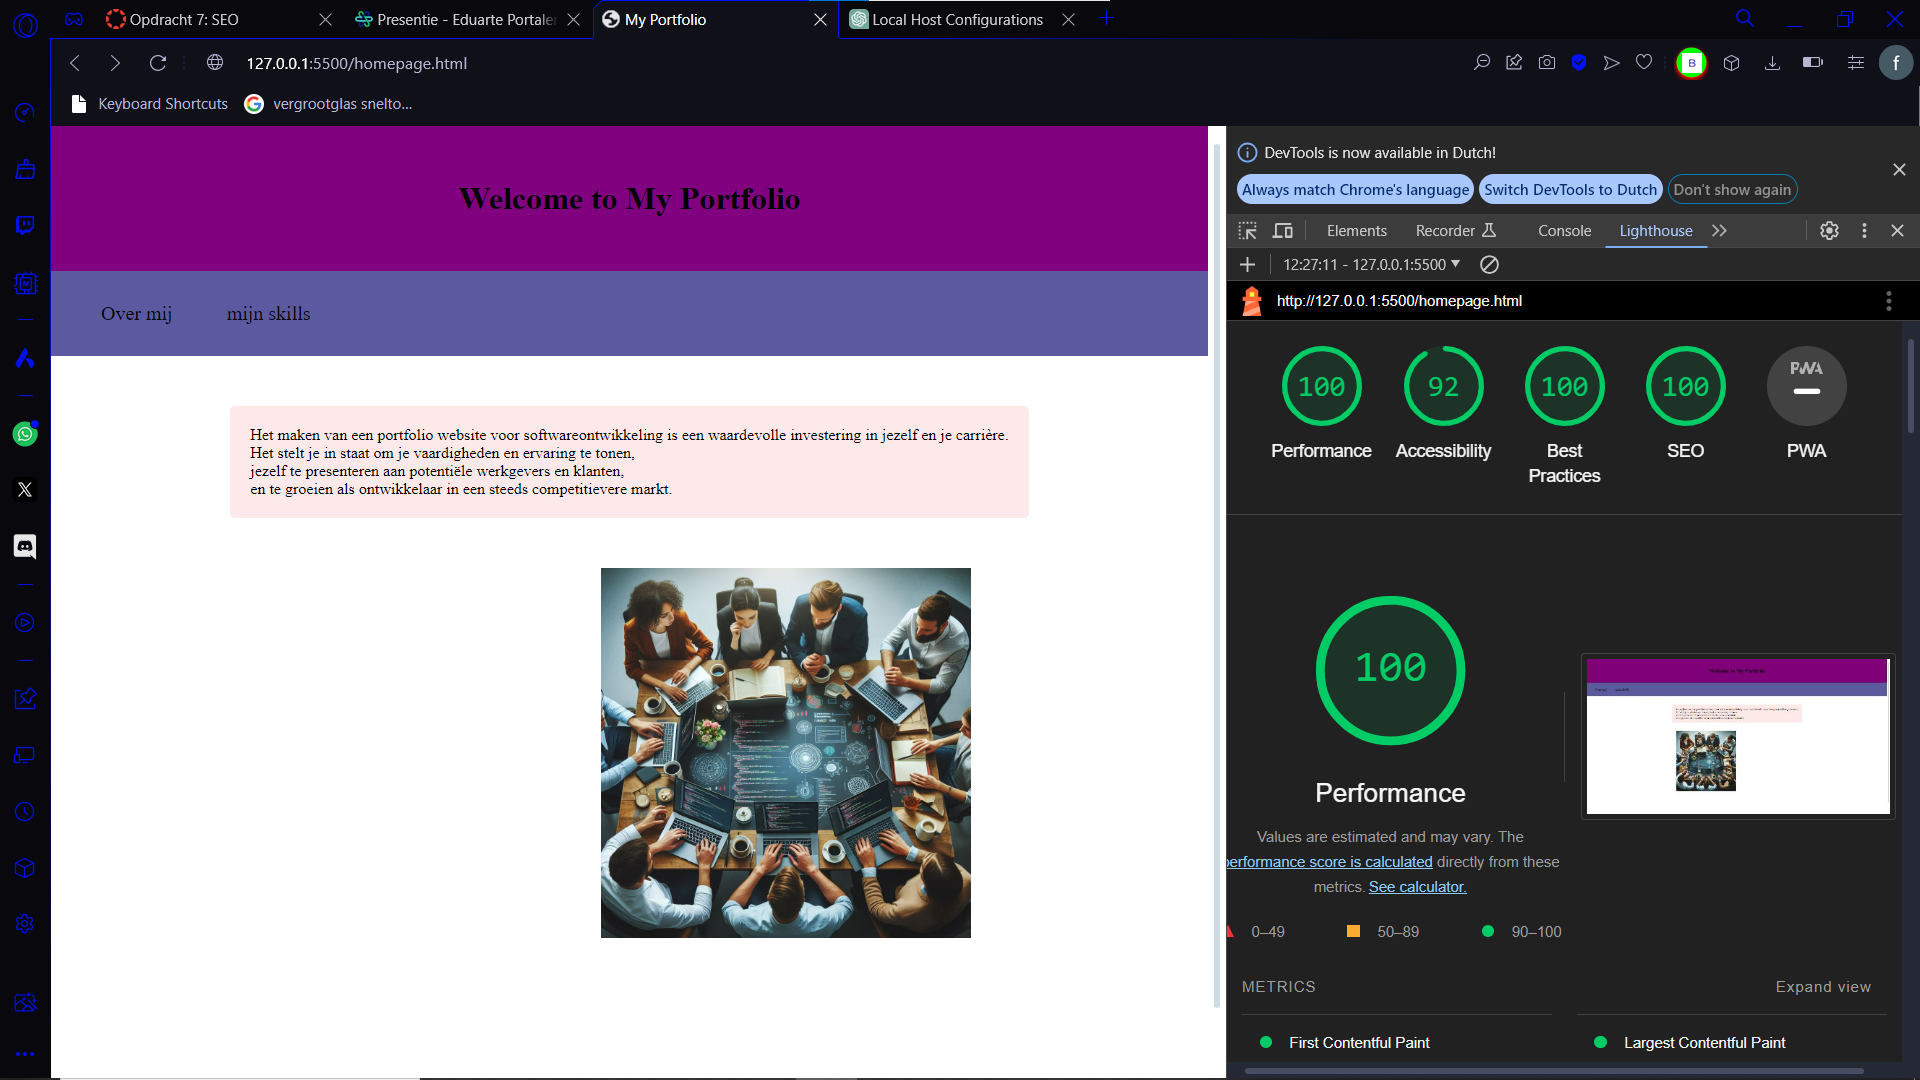 Opdracht 7: SEO
Presentie - Eduarte Portaler
My Portfolio
Local Host Configurations
127.0.0.1:5500/homepage.html
B
f
Keyboard Shortcuts
vergrootglas snelto...
Welcome to My Portfolio
Over mij
mijn skills
Het maken van een portfolio website voor softwareontwikkeling is een waardevolle investering in jezelf en je carrière.
Het stelt je in staat om je vaardigheden en ervaring te tonen,
jezelf te presenteren aan potentiële werkgevers en klanten,
en te groeien als ontwikkelaar in een steeds competitievere markt.
DevTools is now available in Dutch!
Always match Chrome's language
Switch DevTools to Dutch
Don't show again
Elements
Recorder
Console
Lighthouse
12:27:11 - 127.0.0.1:5500
http://127.0.0.1:5500/homepage.html
100
Performance
92
Accessibility
100
Best
Practices
100
SEO
PWA
PWA
100
Performance
Values are estimated and may vary. The
performance score is calculated directly from these
metrics. See calculator.
0–49
50–89
90–100
METRICS
Expand view
First Contentful Paint
Largest Contentful Paint